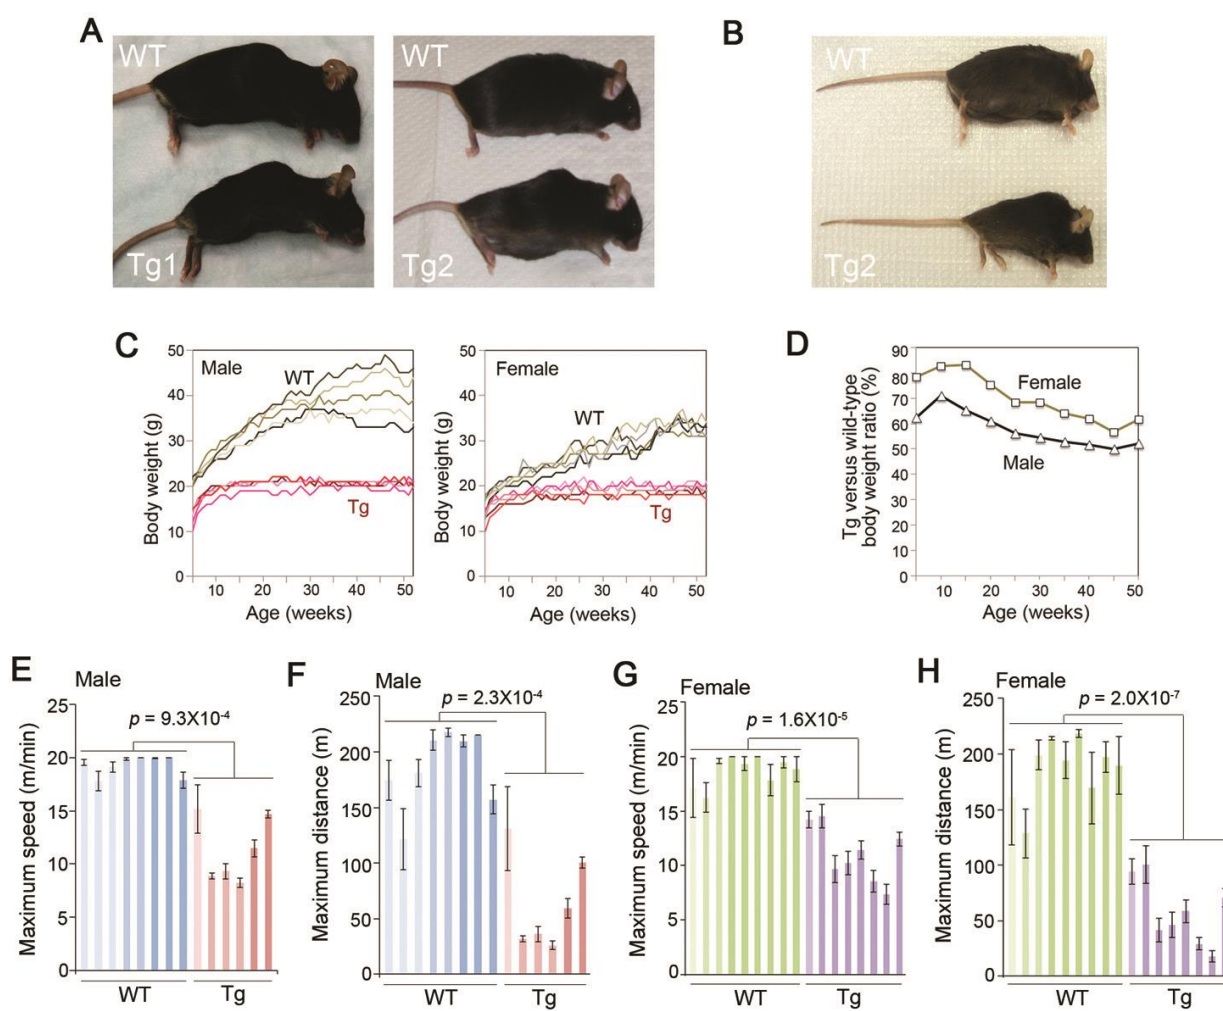 A
WT
Tg1
WT
Tg2
B
WT
Tg2
C
Body weight (g)
50
40
30
20
10
0
Male
WT
Tg
10 20 30 40 50
Age (weeks)
Body weight (g)
50
40
30
20
10
0
Female
WT
Tg
10 20 30 40 50
Age (weeks)
D
Tg versus wild-type
body weight ratio (%)
90
80
70
60
50
40
30
20
10
0
Female
Male
10 20 30 40 50
Age (weeks)
E
Male
Maximum speed (m/min)
25
20
15
10
5
0
p = 9.3X10-4
WT Tg
F
Male
Maximum distance (m)
250
200
150
100
50
0
p = 2.3X10-4
WT Tg
G
Female
Maximum speed (m/min)
25
20
15
10
5
0
p = 1.6X10-5
WT Tg
H
Female
Maximum distance (m)
250
200
150
100
50
0
p = 2.0X10-7
WT Tg